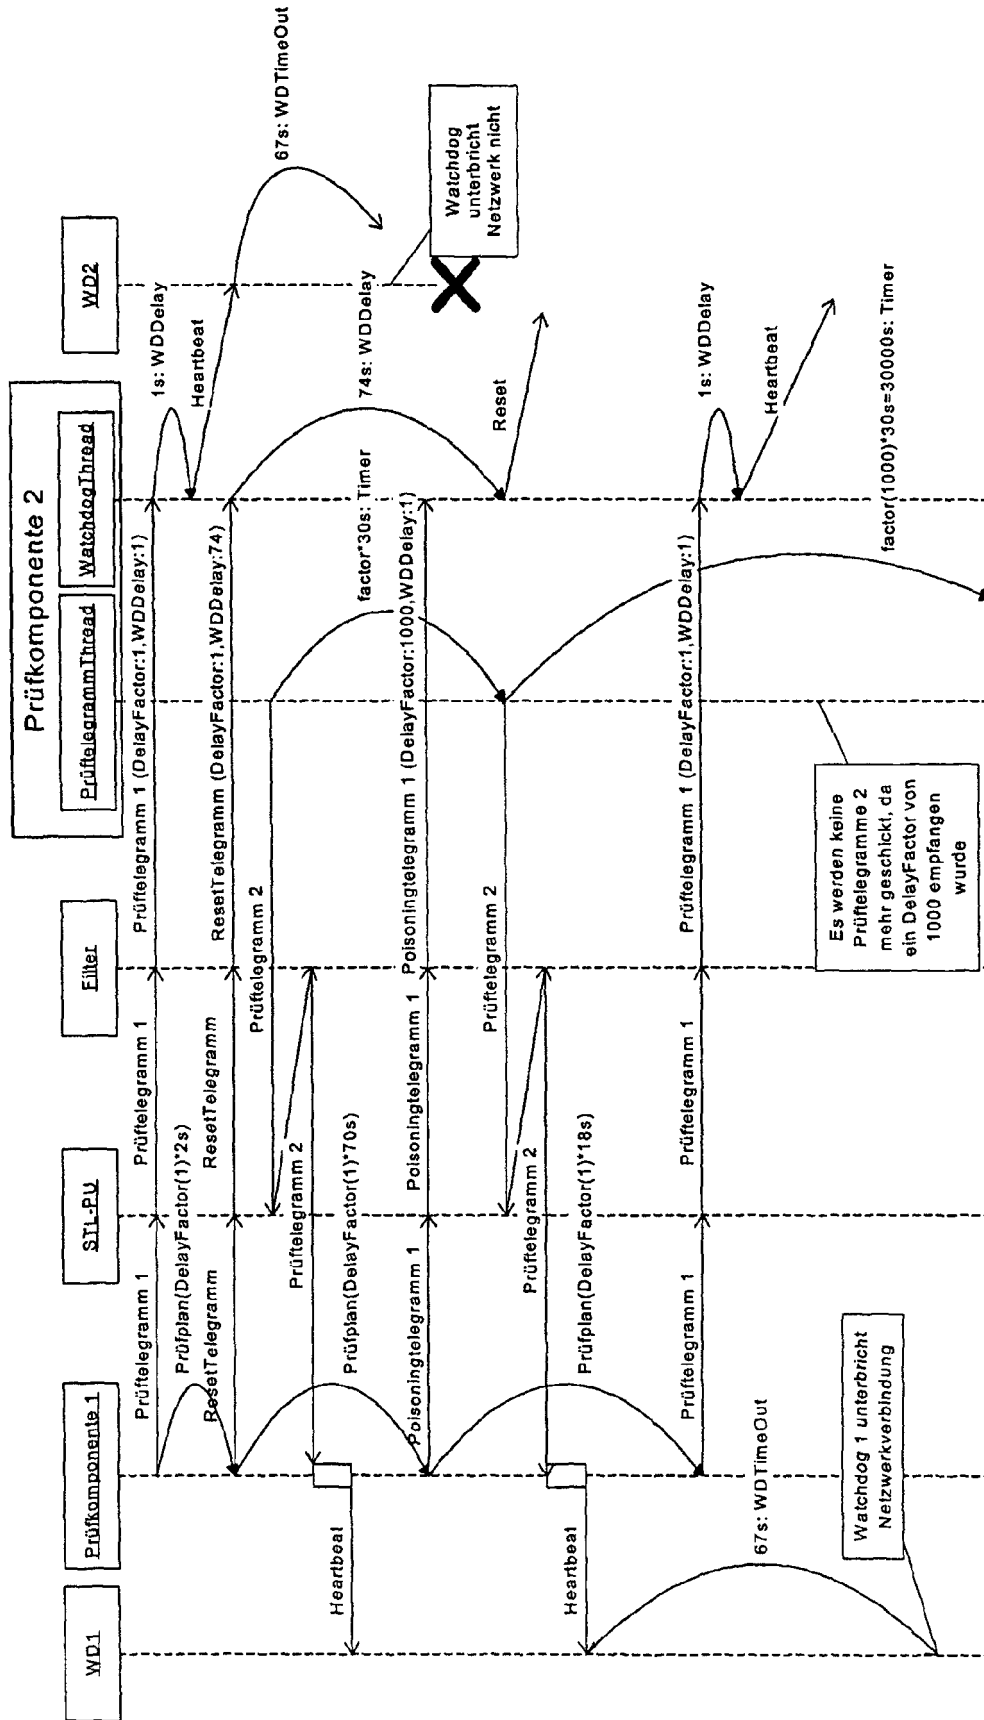 WD1
Prüfkomponente 1
STL-PU
Filter
Prüfkomponente 2
PrüftelegrammThread
WatchdogThread
WD2
Prüftelegramm 1
Prüftelegramm 1
Prüftelegramm 1 (DelayFactor:1,WDDelay:1)
1s: WDDelay
Prüfplan(DelayFactor(1)*2s)
Heartbeat
ResetTelegramm
ResetTelegramm
ResetTelegramm (DelayFactor:1,WDDelay:74)
67s: WDTimeOut
Prüftelegramm 2
Prüftelegramm 2
Heartbeat
Prüfplan(DelayFactor(1)*70s)
factor*30s: Timer
74s: WDDelay
Watchdog
unterbricht
Netzwerk nicht
Poisoningtelegramm 1
Poisoningtelegramm 1
Poisoningtelegramm 1 (DelayFactor:1000,WDDelay:1)
Prüftelegramm 2
Reset
Prüftelegramm 2
Heartbeat
Prüfplan(DelayFactor(1)*18s)
Prüftelegramm 1
Prüftelegramm 1
Prüftelegramm 1 (DelayFactor:1,WDDelay:1)
1s: WDDelay
Heartbeat
67s: WDTimeOut
factor(1000)*30s=30000s: Timer
Es werden keine
Prüftelegramme 2
mehr geschickt, da
ein DelayFactor von
1000 empfangen
wurde
Watchdog 1 unterbricht
Netzwerkverbindung